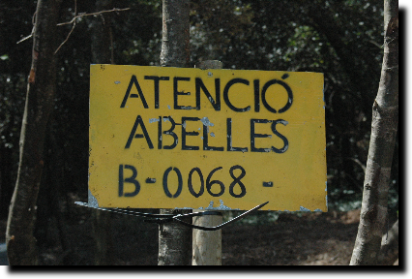 ATENCIÓ
ABELLES
B-0068-